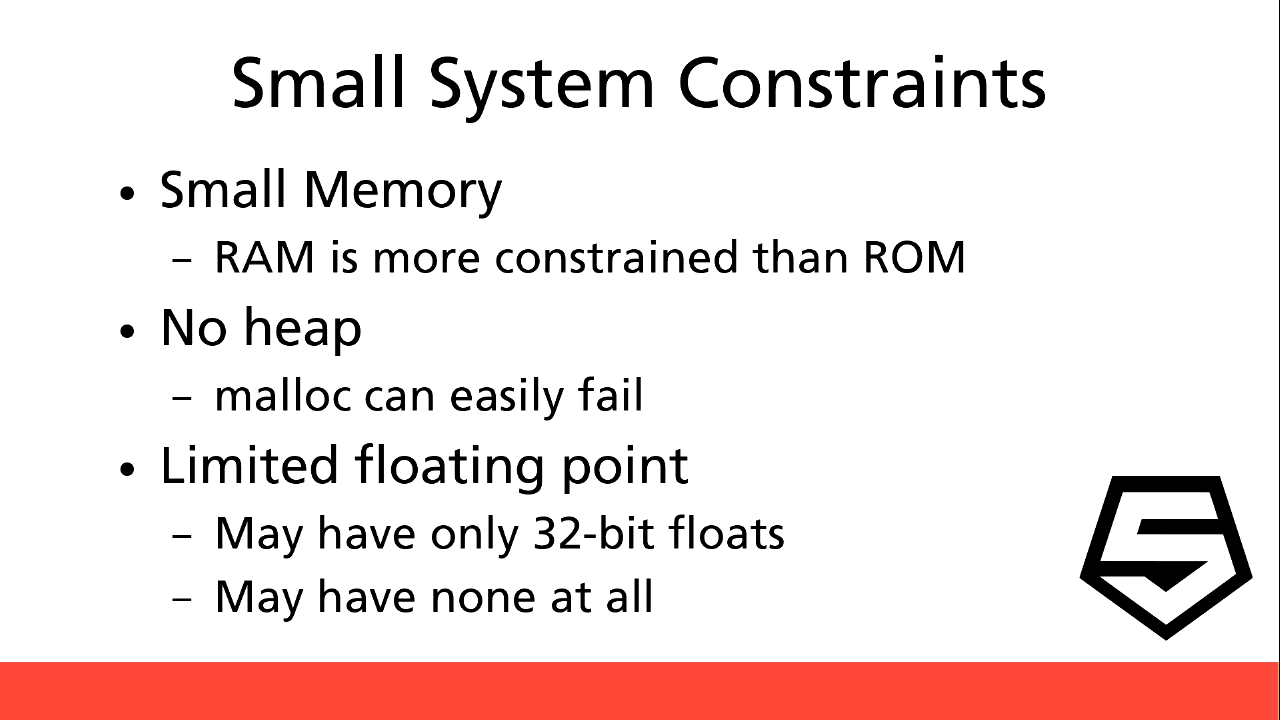 Small System Constraints
• Small Memory
– RAM is more constrained than ROM
• No heap
– malloc can easily fail
• Limited floating point
– May have only 32-bit floats
– May have none at all